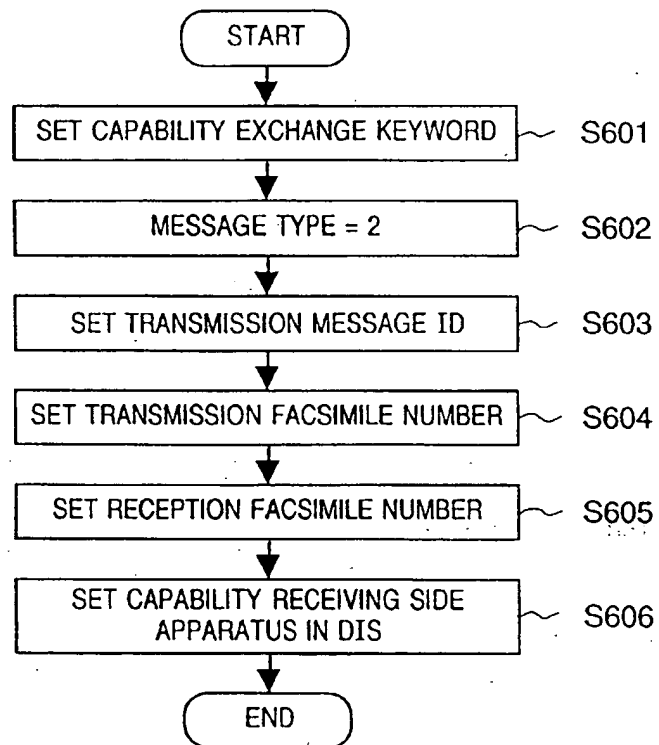 START
SET CAPABILITY EXCHANGE KEYWORD S601
MESSAGE TYPE = 2 S602
SET TRANSMISSION MESSAGE ID S603
SET TRANSMISSION FACSIMILE NUMBER S604
SET RECEPTION FACSIMILE NUMBER S605
SET CAPABILITY RECEIVING SIDE
APPARATUS IN DIS S606
END